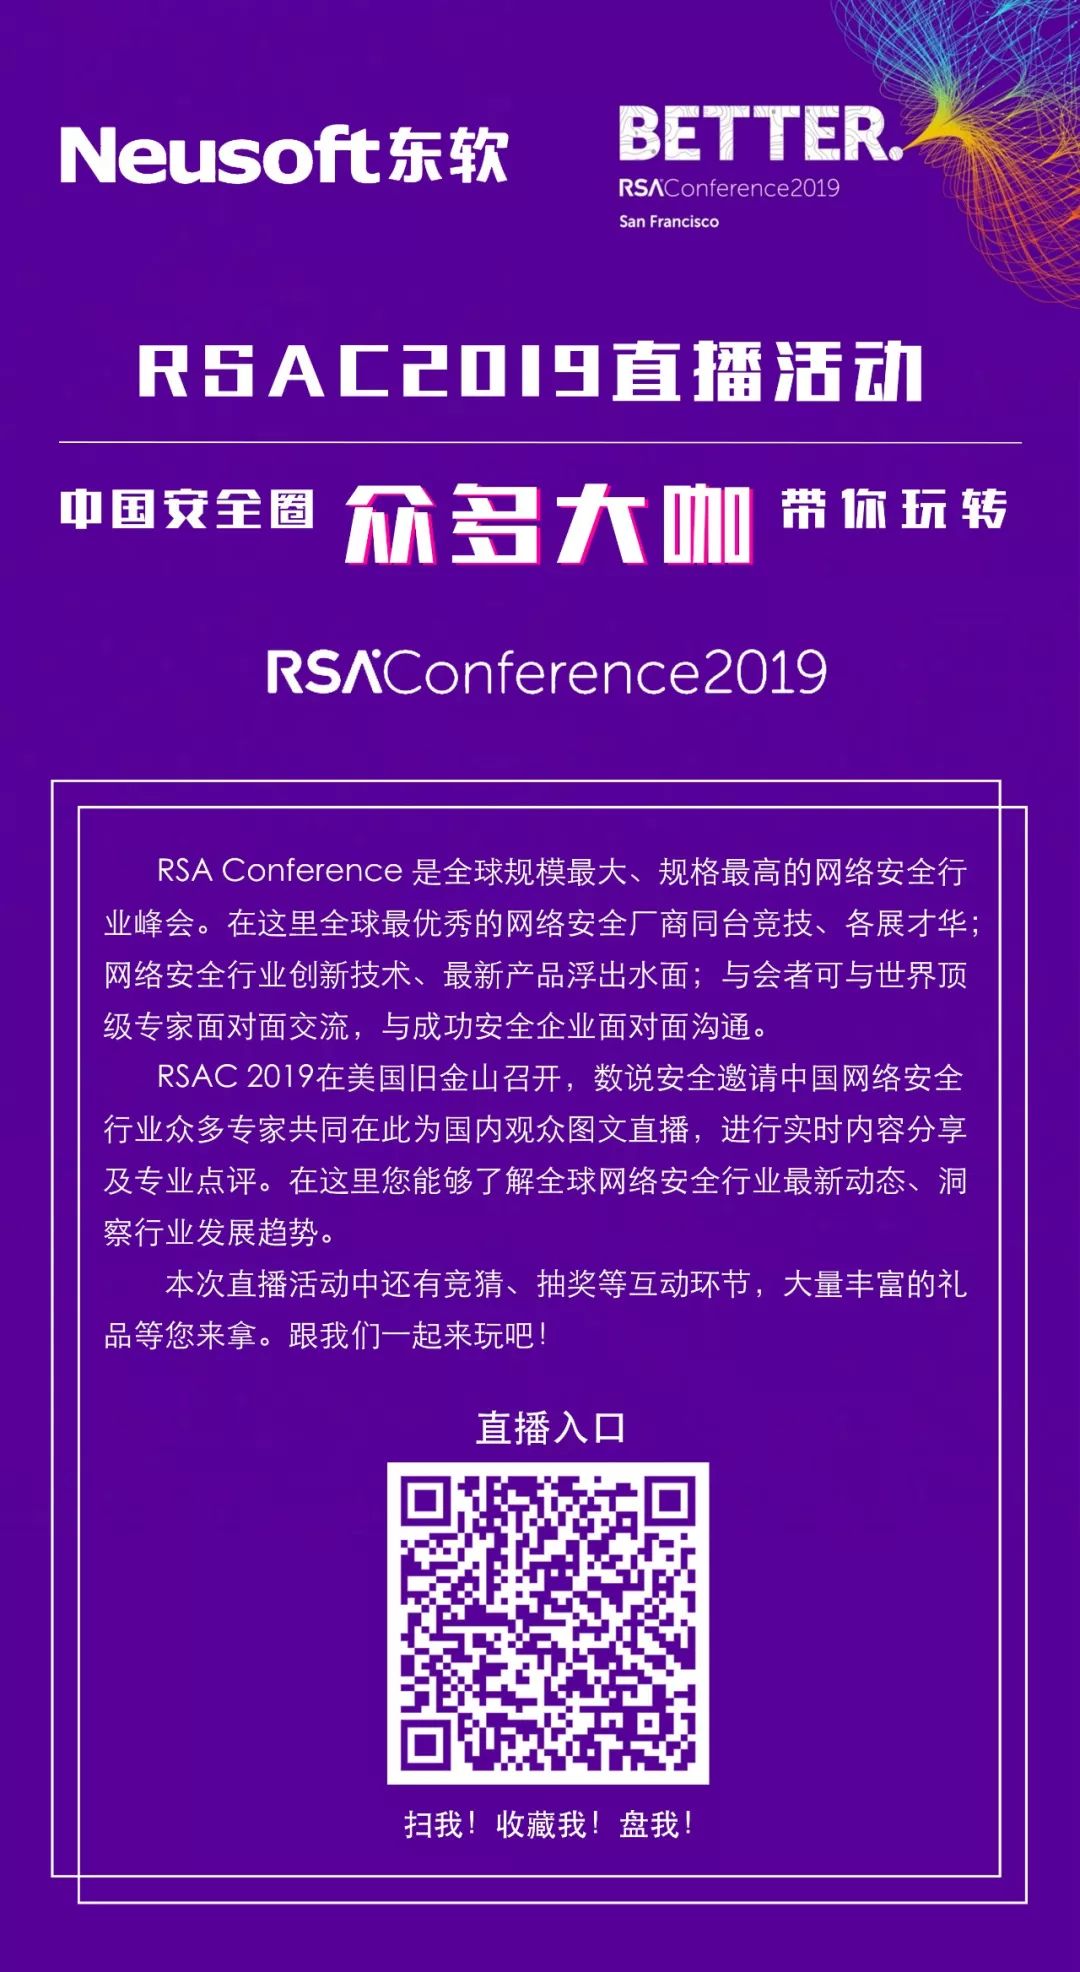 Neusoft东软
BETTER.
RSAConference2019
San Francisco
RSAC2019直播活动
中国安全圈 众多大咖 带你玩转
RSAConference2019
RSA Conference 是全球规模最大、规格最高的网络安全行
业峰会。在这里全球最优秀的网络安全厂商同台竞技、各展才华；
网络安全行业创新技术、最新产品浮出水面；与会者可与世界顶
级专家面对面交流，与成功安全企业面对面沟通。
RSAC 2019在美国旧金山召开，数说安全邀请中国网络安全
行业众多专家共同在此为国内观众图文直播，进行实时内容分享
及专业点评。在这里您能够了解全球网络安全行业最新动态、洞
察行业发展趋势。
本次直播活动中还有竞猜、抽奖等互动环节，大量丰富的礼
品等您来拿。跟我们一起来玩吧！
直播入口
扫我！收藏我！盘我！